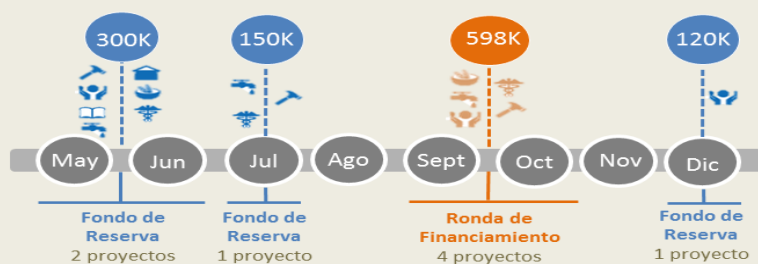 300K
150K
598K
120K
May
Jun
Jul
Ago
Sept
Oct
Nov
Dic
Fondo de
Reserva
2 proyectos
Fondo de
Reserva
1 proyecto
Ronda de
Financiamiento
4 proyectos
Fondo de
Reserva
1 proyecto